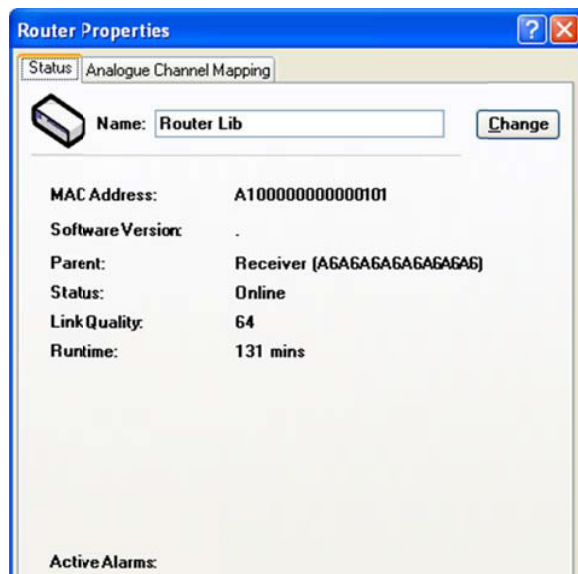 Router Properties
Status Analogue Channel Mapping
Name: Router Lib Change
MAC Address: A100000000000101
Software Version: .
Parent: Receiver (A6A6A6A6A6A6A6A6)
Status: Online
Link Quality: 64
Runtime: 131 mins
Active Alarms: